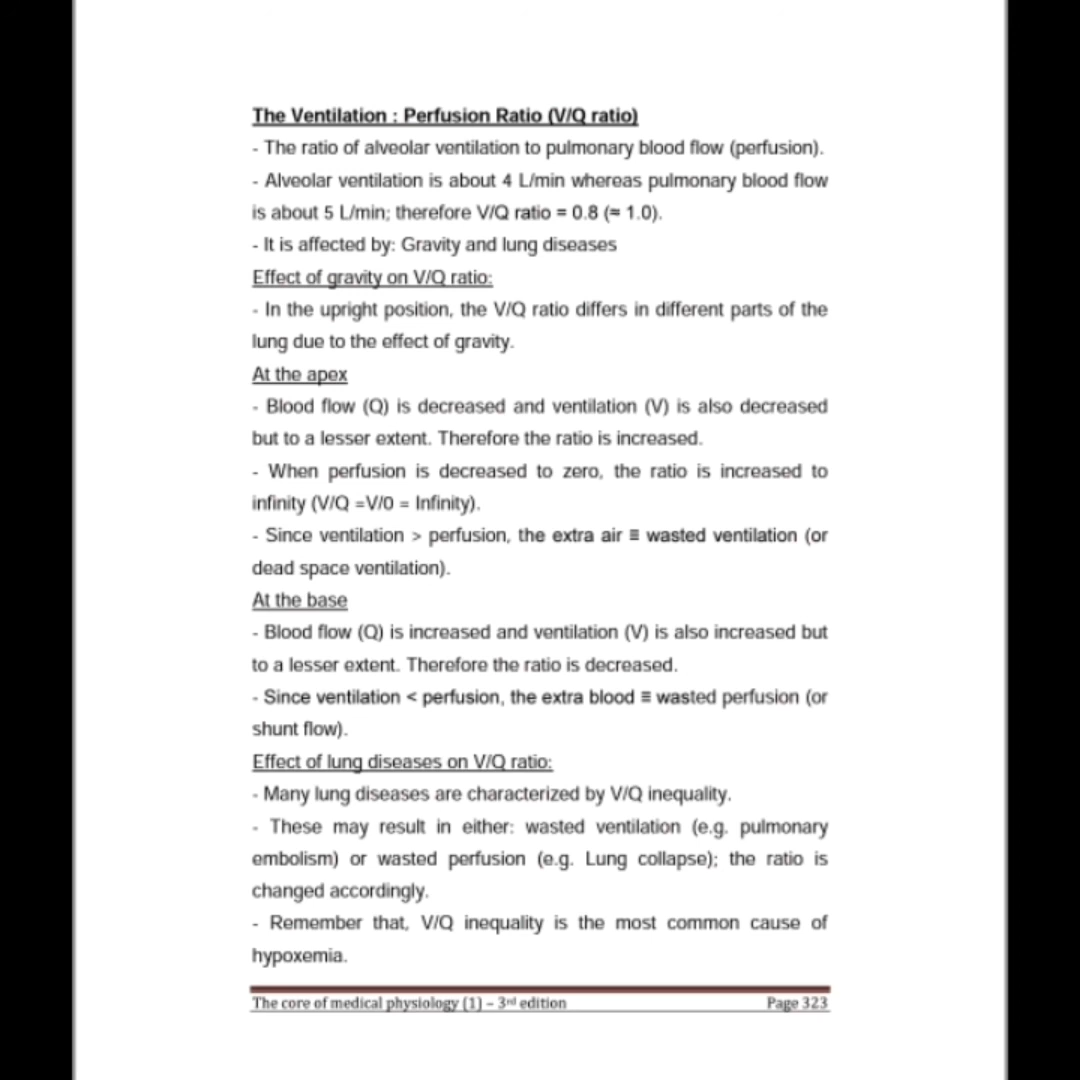 The Ventilation : Perfusion Ratio (V/Q ratio)
- The ratio of alveolar ventilation to pulmonary blood flow (perfusion).
- Alveolar ventilation is about 4 L/min whereas pulmonary blood flow
is about 5 L/min; therefore V/Q ratio = 0.8 (≈ 1.0).
- It is affected by: Gravity and lung diseases
Effect of gravity on V/Q ratio:
- In the upright position, the V/Q ratio differs in different parts of the
lung due to the effect of gravity.
At the apex
- Blood flow (Q) is decreased and ventilation (V) is also decreased
but to a lesser extent. Therefore the ratio is increased.
- When perfusion is decreased to zero, the ratio is increased to
infinity (V/Q =V/0 = Infinity).
- Since ventilation > perfusion, the extra air ≡ wasted ventilation (or
dead space ventilation).
At the base
- Blood flow (Q) is increased and ventilation (V) is also increased but
to a lesser extent. Therefore the ratio is decreased.
- Since ventilation < perfusion, the extra blood ≡ wasted perfusion (or
shunt flow).
Effect of lung diseases on V/Q ratio:
- Many lung diseases are characterized by V/Q inequality.
- These may result in either: wasted ventilation (e.g. pulmonary
embolism) or wasted perfusion (e.g. Lung collapse); the ratio is
changed accordingly.
- Remember that, V/Q inequality is the most common cause of
hypoxemia.
The core of medical physiology (1) – 3rd edition Page 323